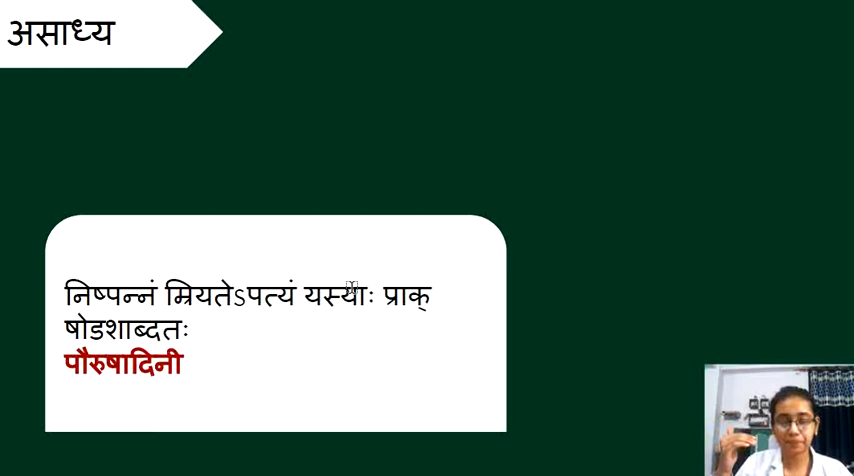 असाध्य
निष्पन्नं म्रियतेऽपत्यं यस्याः प्राक्
षोडशाब्दतः
पौरुषादिनी